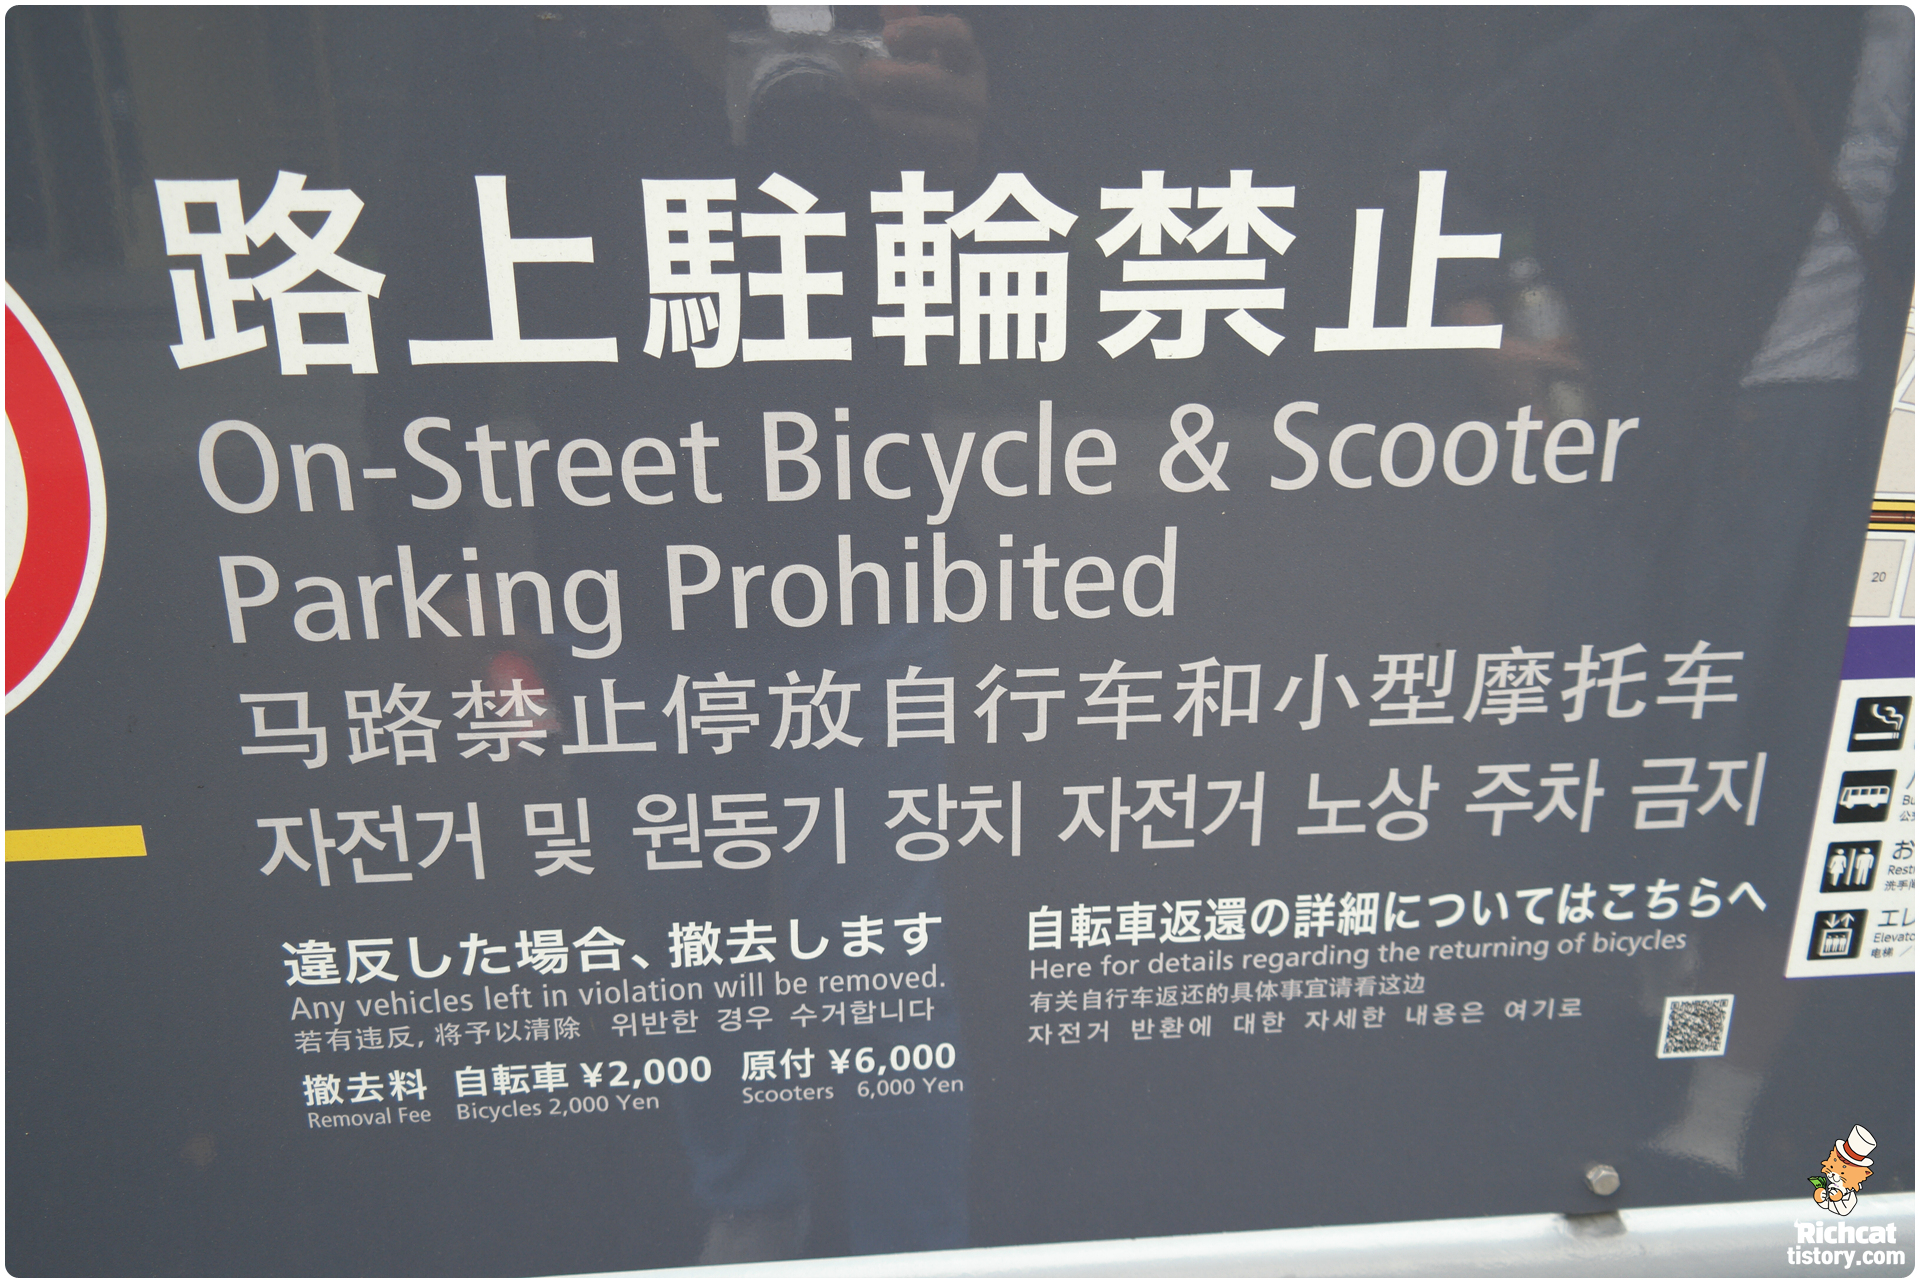 路上駐輪禁止
On-Street Bicycle & Scooter
Parking Prohibited
马路禁止停放自行车和小型摩托车
자전거 및 원동기 장치 자전거 노상 주차 금지
違反した場合、撤去します
Any vehicles left in violation will be removed.
若有违反, 将予以清除 위반한 경우 수거합니다
撤去料 自転車 ¥2,000 原付 ¥6,000
Removal Fee Bicycles 2,000 Yen Scooters 6,000 Yen
自転車返還の詳細についてはこちらへ
Here for details regarding the returning of bicycles
有关自行车返还的具体事宜请看这边
자전거 반환에 대한 자세한 내용은 여기로
20
お
エレ
电梯 /
Richcat
tistory.com